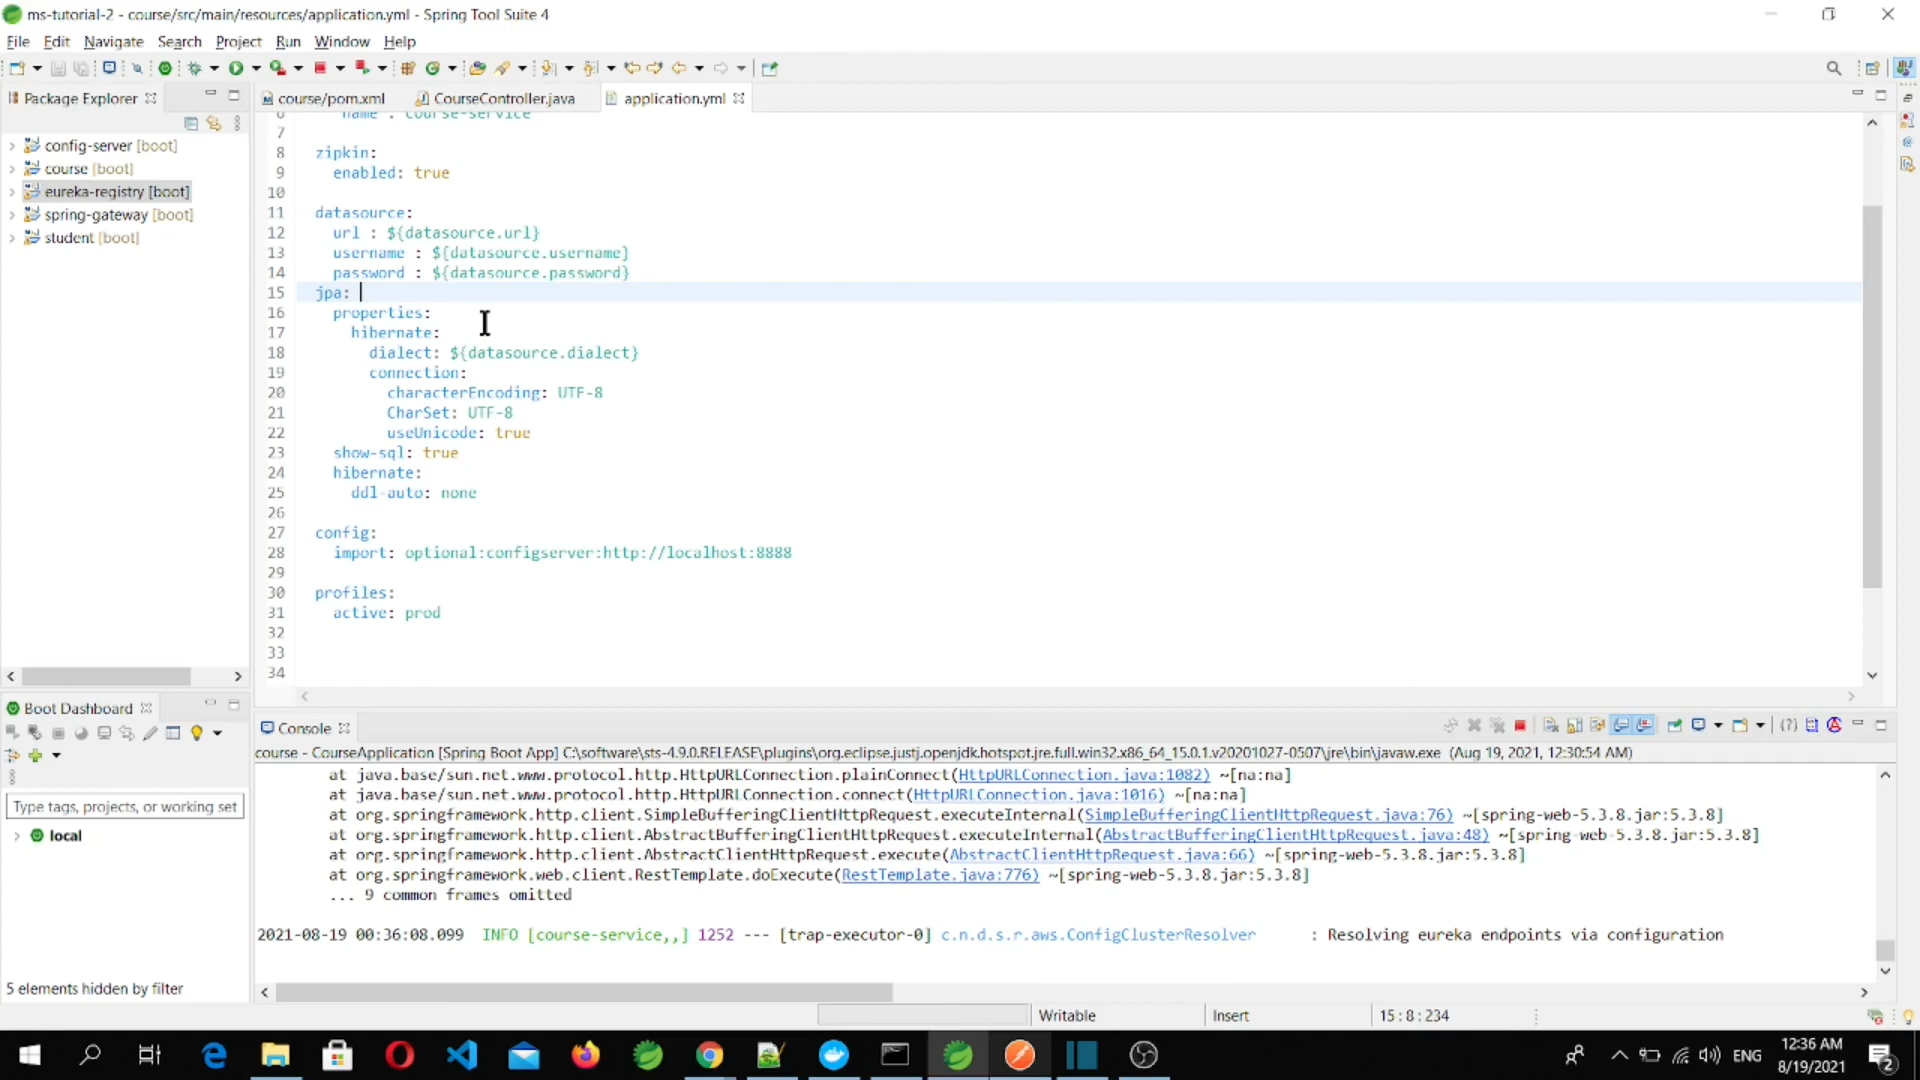 ms-tutorial-2 - course/src/main/resources/application.yml - Spring Tool Suite 4
File Edit Navigate Search Project Run Window Help
Package Explorer
config-server [boot]
course [boot]
eureka-registry [boot]
spring-gateway [boot]
student [boot]
course/pom.xml CourseController.java application.yml
6 name : course-service
7
8 zipkin:
9 enabled: true
10
11 datasource:
12 url : ${datasource.url}
13 username : ${datasource.username}
14 password : ${datasource.password}
15 jpa:
16 properties:
17 hibernate:
18 dialect: ${datasource.dialect}
19 connection:
20 characterEncoding: UTF-8
21 CharSet: UTF-8
22 useUnicode: true
23 show-sql: true
24 hibernate:
25 ddl-auto: none
26
27 config:
28 import: optional:configserver:http://localhost:8888
29
30 profiles:
31 active: prod
32
33
34
Boot Dashboard
Type tags, projects, or working set
local
5 elements hidden by filter
Console
course - CourseApplication [Spring Boot App] C:\software\sts-4.9.0.RELEASE\plugins\org.eclipse.justj.openjdk.hotspot.jre.full.win32.x86_64_15.0.1.v20201027-0507\jre\bin\javaw.exe (Aug 19, 2021, 12:30:54 AM)
at java.base/sun.net.www.protocol.http.HttpURLConnection.plainConnect(HttpURLConnection.java:1082) ~[na:na]
at java.base/sun.net.www.protocol.http.HttpURLConnection.connect(HttpURLConnection.java:1016) ~[na:na]
at org.springframework.http.client.SimpleBufferingClientHttpRequest.executeInternal(SimpleBufferingClientHttpRequest.java:76) ~[spring-web-5.3.8.jar:5.3.8]
at org.springframework.http.client.AbstractBufferingClientHttpRequest.executeInternal(AbstractBufferingClientHttpRequest.java:48) ~[spring-web-5.3.8.jar:5.3.8]
at org.springframework.http.client.AbstractClientHttpRequest.execute(AbstractClientHttpRequest.java:66) ~[spring-web-5.3.8.jar:5.3.8]
at org.springframework.web.client.RestTemplate.doExecute(RestTemplate.java:776) ~[spring-web-5.3.8.jar:5.3.8]
... 9 common frames omitted
2021-08-19 00:36:08.099 INFO [course-service,,] 1252 --- [trap-executor-0] c.n.d.s.r.aws.ConfigClusterResolver : Resolving eureka endpoints via configuration
Writable Insert 15 : 8 : 234
ENG
12:36 AM
8/19/2021
2